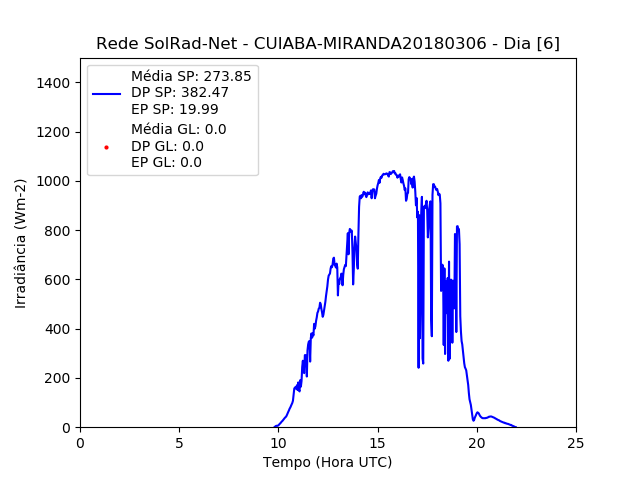 Rede SolRad-Net - CUIABA-MIRANDA20180306 - Dia [6]
Média SP: 273.85
DP SP: 382.47
EP SP: 19.99
Média GL: 0.0
DP GL: 0.0
EP GL: 0.0
Irradiância (Wm-2)
1400
1200
1000
800
600
400
200
0
0 5 10 15 20 25
Tempo (Hora UTC)